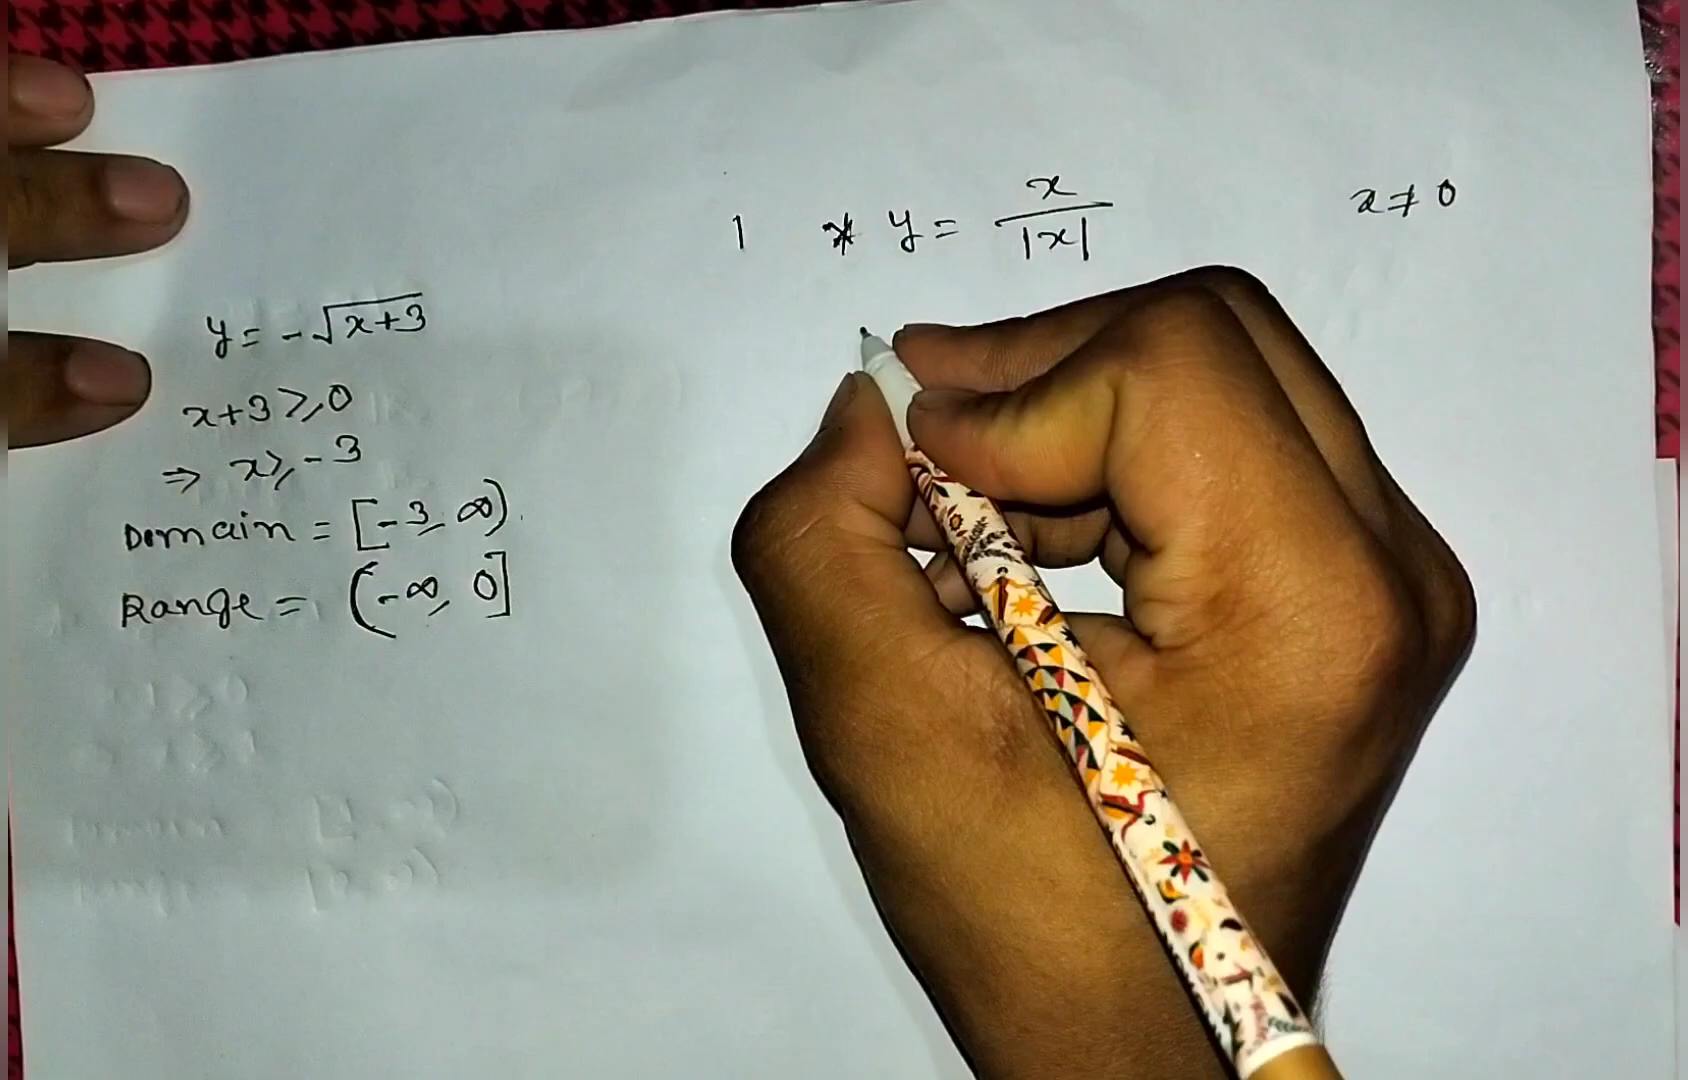 y = -√x+3
x+3 ⩾ 0
⇒ x ⩾ -3
Domain = [-3, ∞)
Range = (-∞, 0]
1 * y = x/|x| x ≠ 0